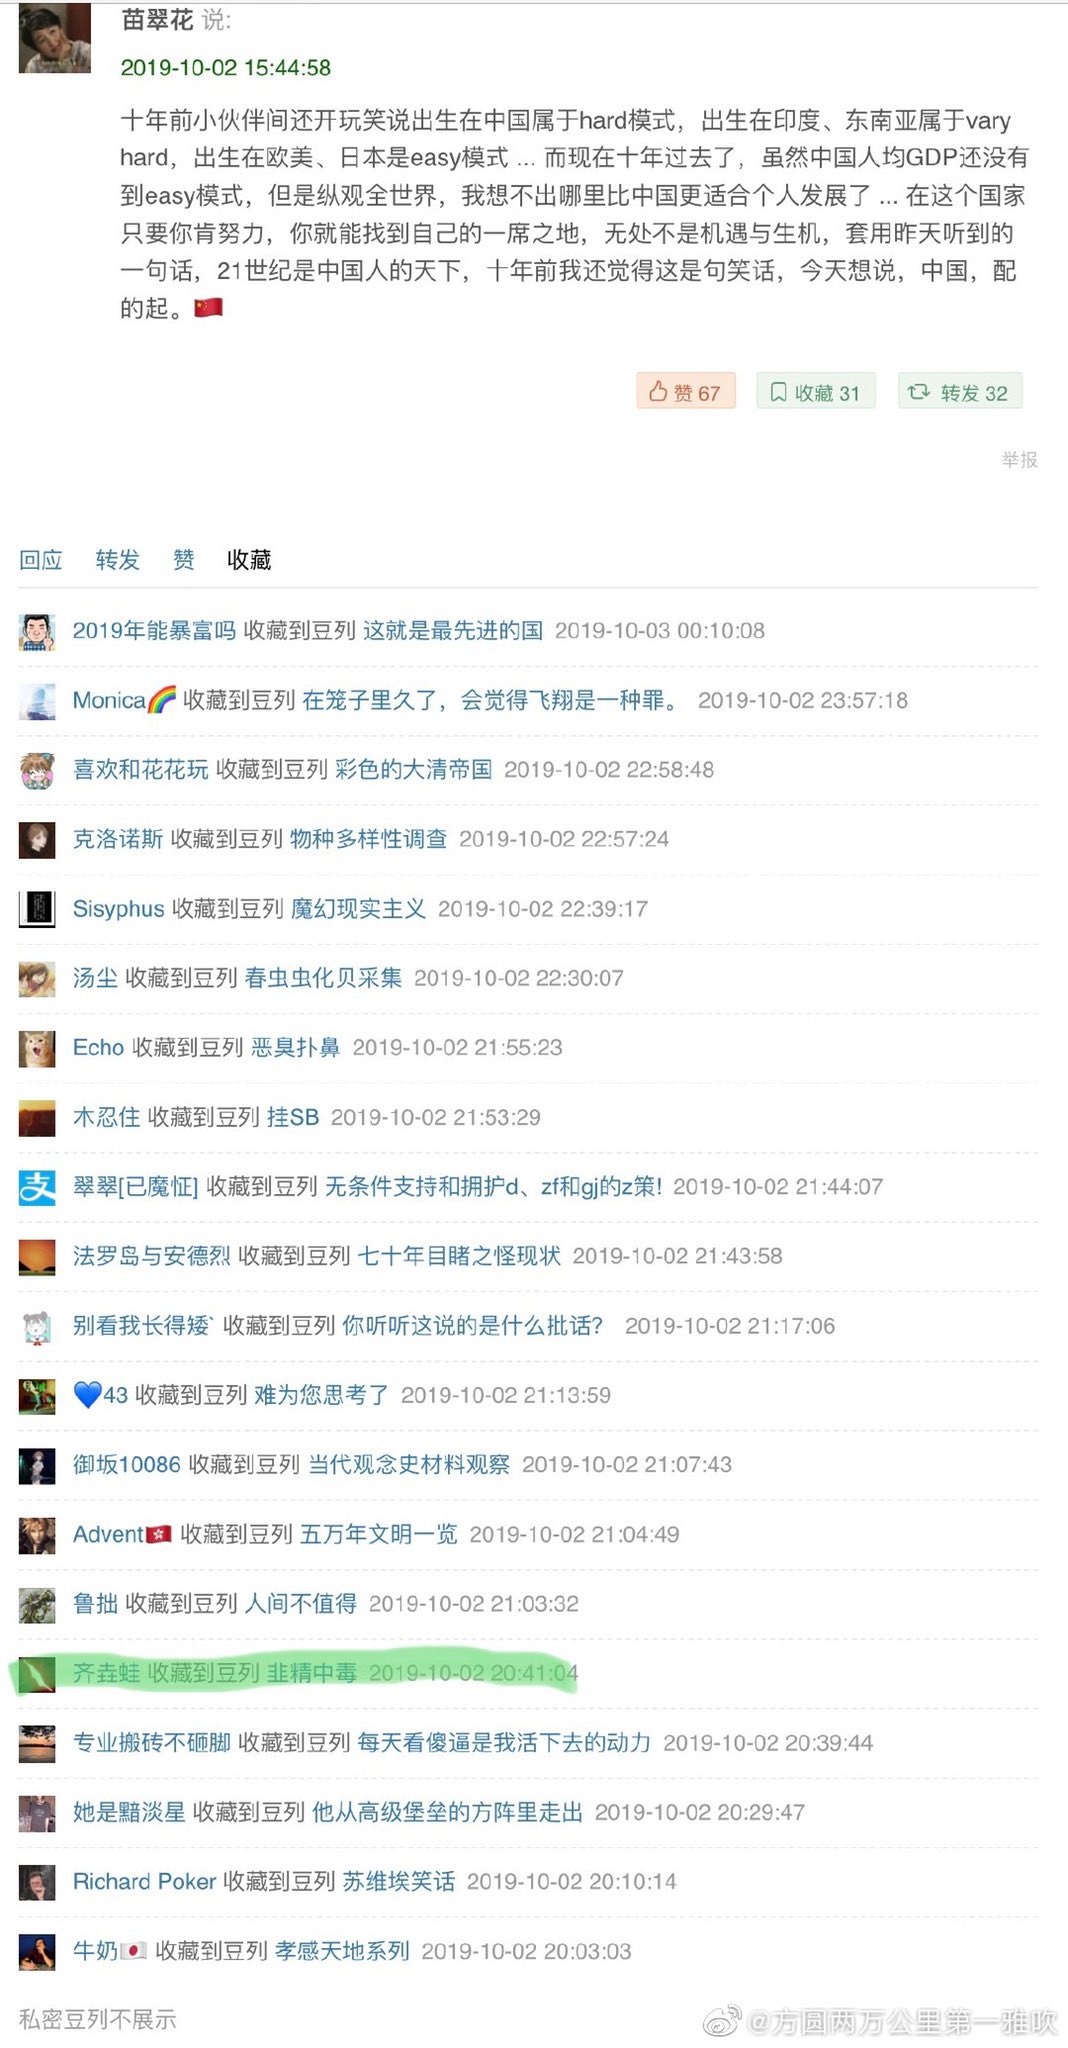 苗翠花 说:
2019-10-02 15:44:58
十年前小伙伴间还开玩笑说出生在中国属于hard模式，出生在印度、东南亚属于vary
hard，出生在欧美、日本是easy模式 ... 而现在十年过去了，虽然中国人均GDP还没有
到easy模式，但是纵观全世界，我想不出哪里比中国更适合个人发展了 ... 在这个国家
只要你肯努力，你就能找到自己的一席之地，无处不是机遇与生机，套用昨天听到的
一句话，21世纪是中国人的天下，十年前我还觉得这是句笑话，今天想说，中国，配
的起。🇨🇳
赞 67 收藏 31 转发 32
举报
回应 转发 赞 收藏
2019年能暴富吗 收藏到豆列 这就是最先进的国 2019-10-03 00:10:08
Monica🌈 收藏到豆列 在笼子里久了，会觉得飞翔是一种罪。 2019-10-02 23:57:18
喜欢和花花玩 收藏到豆列 彩色的大清帝国 2019-10-02 22:58:48
克洛诺斯 收藏到豆列 物种多样性调查 2019-10-02 22:57:24
Sisyphus 收藏到豆列 魔幻现实主义 2019-10-02 22:39:17
汤尘 收藏到豆列 春虫虫化贝采集 2019-10-02 22:30:07
Echo 收藏到豆列 恶臭扑鼻 2019-10-02 21:55:23
木忍住 收藏到豆列 挂SB 2019-10-02 21:53:29
支
翠翠[已魔怔] 收藏到豆列 无条件支持和拥护d、zf和gj的z策! 2019-10-02 21:44:07
法罗岛与安德烈 收藏到豆列 七十年目睹之怪现状 2019-10-02 21:43:58
别看我长得矮` 收藏到豆列 你听听这说的是什么批话？ 2019-10-02 21:17:06
💙43 收藏到豆列 难为您思考了 2019-10-02 21:13:59
御坂10086 收藏到豆列 当代观念史材料观察 2019-10-02 21:07:43
Advent🇭🇰 收藏到豆列 五万年文明一览 2019-10-02 21:04:49
鲁拙 收藏到豆列 人间不值得 2019-10-02 21:03:32
齐垚蛙 收藏到豆列 韭精中毒 2019-10-02 20:41:04
专业搬砖不砸脚 收藏到豆列 每天看傻逼是我活下去的动力 2019-10-02 20:39:44
她是黯淡星 收藏到豆列 他从高级堡垒的方阵里走出 2019-10-02 20:29:47
Richard Poker 收藏到豆列 苏维埃笑话 2019-10-02 20:10:14
牛奶🇯🇵 收藏到豆列 孝感天地系列 2019-10-02 20:03:03
私密豆列不展示
@方圆两万公里第一雅吹